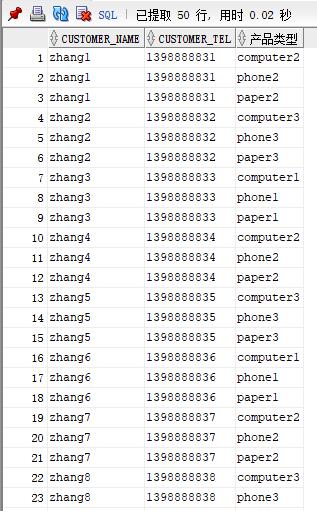 SQL | 已提取 50 行，用时 0.02 秒
CUSTOMER_NAME CUSTOMER_TEL 产品类型
1 zhang1 1398888831 computer2
2 zhang1 1398888831 phone2
3 zhang1 1398888831 paper2
4 zhang2 1398888832 computer3
5 zhang2 1398888832 phone3
6 zhang2 1398888832 paper3
7 zhang3 1398888833 computer1
8 zhang3 1398888833 phone1
9 zhang3 1398888833 paper1
10 zhang4 1398888834 computer2
11 zhang4 1398888834 phone2
12 zhang4 1398888834 paper2
13 zhang5 1398888835 computer3
14 zhang5 1398888835 phone3
15 zhang5 1398888835 paper3
16 zhang6 1398888836 computer1
17 zhang6 1398888836 phone1
18 zhang6 1398888836 paper1
19 zhang7 1398888837 computer2
20 zhang7 1398888837 phone2
21 zhang7 1398888837 paper2
22 zhang8 1398888838 computer3
23 zhang8 1398888838 phone3